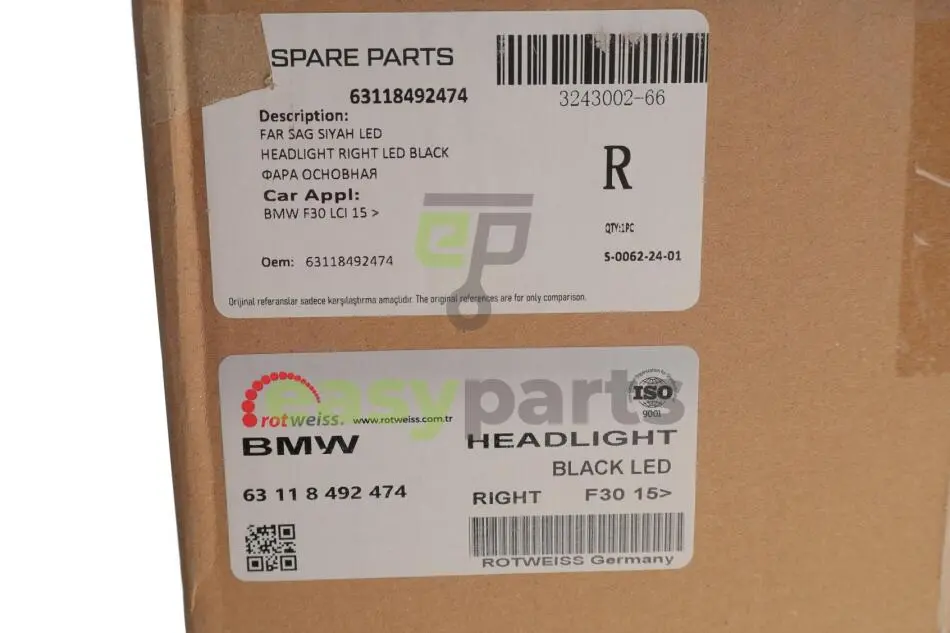 SPARE PARTS
63118492474
3243002-66
Description:
FAR SAG SIYAH LED
HEADLIGHT RIGHT LED BLACK
ФАРА ОСНОВНАЯ
R
Car Appl:
BMW F30 LCI 15 >
QTY:1PC
Oem: 63118492474
S-0062-24-01
Orijinal referanslar sadece karşılaştırma amaçlıdır. The original references are for only comparison.
ep
easyparts
rotweiss. www.rotweiss.com.tr
ISO
9001
BMW
HEADLIGHT
BLACK LED
63 11 8 492 474
RIGHT F30 15>
ROTWEISS Germany